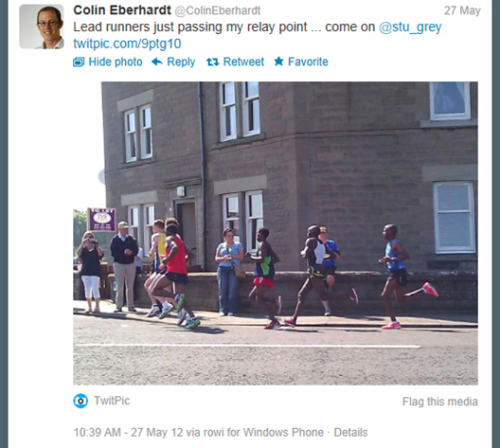 Colin Eberhardt @ColinEberhardt 27 May
Lead runners just passing my relay point ... come on @stu_grey
twitpic.com/9ptg10
Hide photo Reply Retweet Favorite
TO LET
TwitPic Flag this media
10:39 AM - 27 May 12 via rowi for Windows Phone · Details